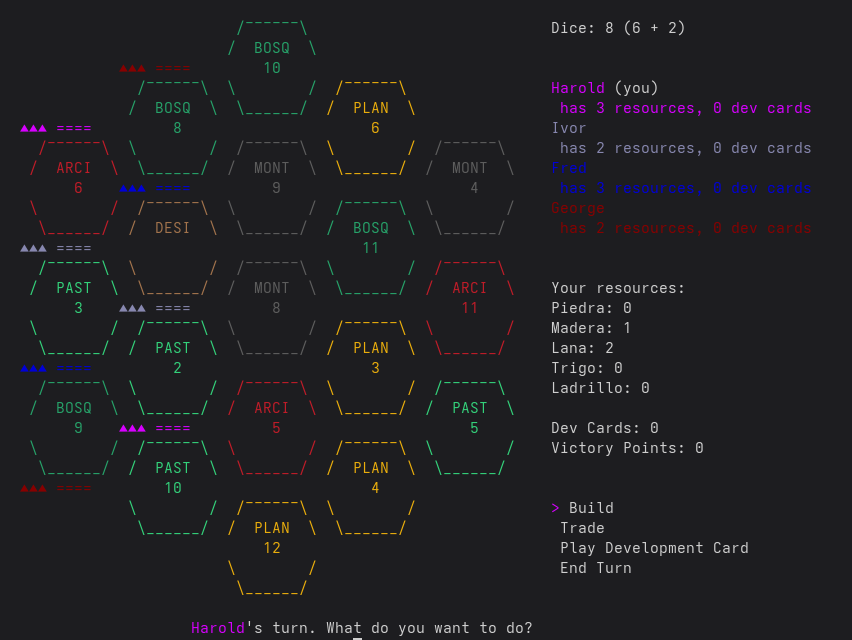 Dice: 8 (6 + 2)
BOSQ
10
BOSQ
8
PLAN
6
ARCI
6
MONT
9
MONT
4
DESI
BOSQ
11
PAST
3
MONT
8
ARCI
11
PAST
2
PLAN
3
BOSQ
9
ARCI
5
PAST
5
PAST
10
PLAN
4
PLAN
12
Harold (you)
has 3 resources, 0 dev cards
Ivor
has 2 resources, 0 dev cards
Fred
has 3 resources, 0 dev cards
George
has 2 resources, 0 dev cards
Your resources:
Piedra: 0
Madera: 1
Lana: 2
Trigo: 0
Ladrillo: 0
Dev Cards: 0
Victory Points: 0
> Build
Trade
Play Development Card
End Turn
Harold's turn. What do you want to do?